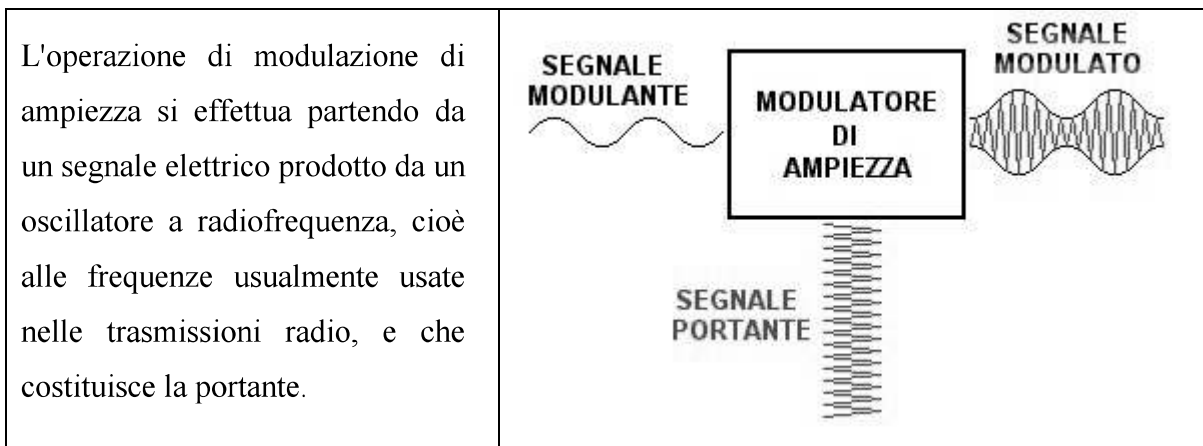 L'operazione di modulazione di
ampiezza si effettua partendo da
un segnale elettrico prodotto da un
oscillatore a radiofrequenza, cioè
alle frequenze usualmente usate
nelle trasmissioni radio, e che
costituisce la portante.
SEGNALE
MODULANTE
MODULATORE
DI
AMPIEZZA
SEGNALE
MODULATO
SEGNALE
PORTANTE